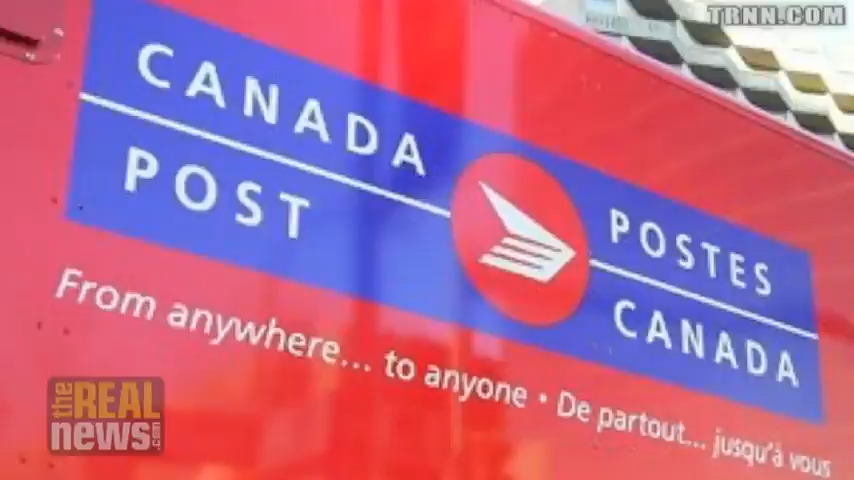 TRNN.COM
CANADA
POST
POSTES
CANADA
From anywhere... to anyone • De partout... jusqu'à vous
the REAL
news.com